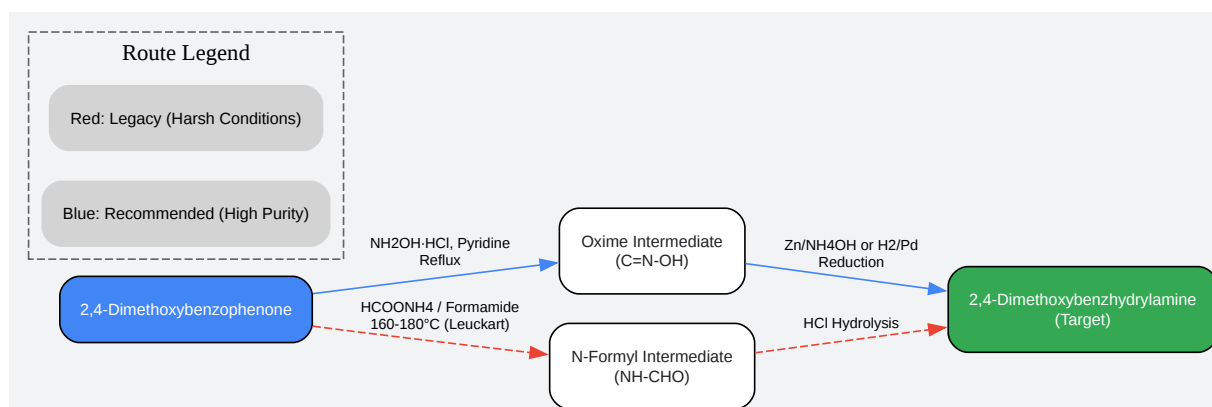 Route Legend
Red: Legacy (Harsh Conditions)
Blue: Recommended (High Purity)
2,4-Dimethoxybenzophenone
NH2OH·HCl, Pyridine
Reflux
HCOONH4 / Formamide
160-180°C (Leuckart)
Oxime Intermediate
(C=N-OH)
N-Formyl Intermediate
(NH-CHO)
Zn/NH4OH or H2/Pd
Reduction
HCl Hydrolysis
2,4-Dimethoxybenzhydrylamine
(Target)